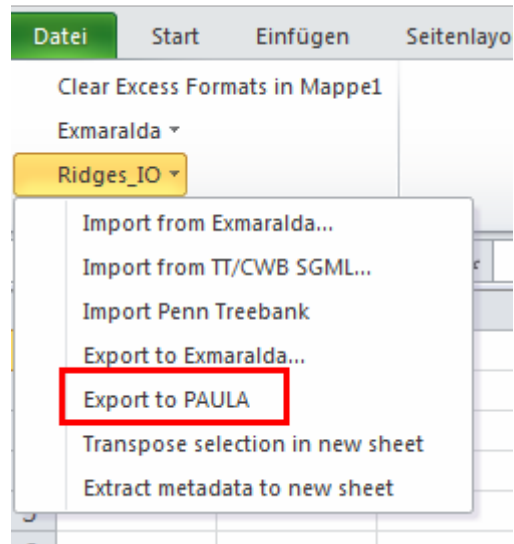 Datei Start Einfügen Seitenlayo
Clear Excess Formats in Mappe1
Exmaralda
Ridges_IO
Import from Exmaralda...
Import from TT/CWB SGML...
Import Penn Treebank
Export to Exmaralda...
Export to PAULA
Transpose selection in new sheet
Extract metadata to new sheet